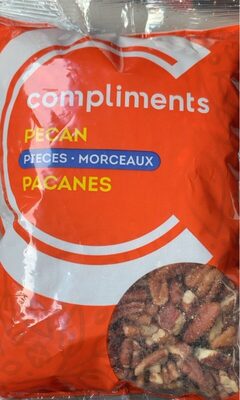 compliments
PECAN
PIECES · MORCEAUX
PACANES